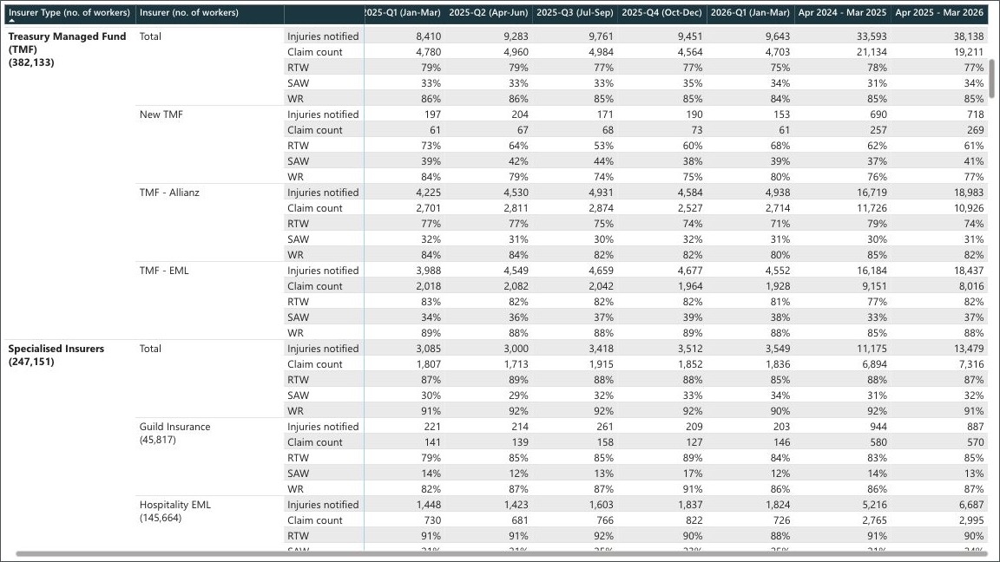 Insurer Type (no. of workers) Insurer (no. of workers) 2025-Q1 (Jan-Mar) 2025-Q2 (Apr-Jun) 2025-Q3 (Jul-Sep) 2025-Q4 (Oct-Dec) 2026-Q1 (Jan-Mar) Apr 2024 - Mar 2025 Apr 2025 - Mar 2026
Treasury Managed Fund Total Injuries notified 8,410 9,283 9,761 9,451 9,643 33,593 38,138
(TMF) Claim count 4,780 4,960 4,984 4,564 4,703 21,134 19,211
(382,133) RTW 79% 79% 77% 77% 75% 78% 77%
SAW 33% 33% 33% 35% 34% 31% 34%
WR 86% 86% 85% 85% 84% 85% 85%
New TMF Injuries notified 197 204 171 190 153 690 718
Claim count 61 67 68 73 61 257 269
RTW 73% 64% 53% 60% 68% 62% 61%
SAW 39% 42% 44% 38% 39% 37% 41%
WR 84% 79% 74% 75% 80% 76% 77%
TMF - Allianz Injuries notified 4,225 4,530 4,931 4,584 4,938 16,719 18,983
Claim count 2,701 2,811 2,874 2,527 2,714 11,726 10,926
RTW 77% 77% 75% 74% 71% 79% 74%
SAW 32% 31% 30% 32% 31% 30% 31%
WR 84% 84% 82% 82% 80% 85% 82%
TMF - EML Injuries notified 3,988 4,549 4,659 4,677 4,552 16,184 18,437
Claim count 2,018 2,082 2,042 1,964 1,928 9,151 8,016
RTW 83% 82% 82% 82% 81% 77% 82%
SAW 34% 36% 37% 39% 38% 33% 37%
WR 89% 88% 88% 89% 88% 85% 88%
Specialised Insurers Total Injuries notified 3,085 3,000 3,418 3,512 3,549 11,175 13,479
(247,151) Claim count 1,807 1,713 1,915 1,852 1,836 6,894 7,316
RTW 87% 89% 88% 88% 85% 88% 87%
SAW 30% 29% 32% 33% 34% 31% 32%
WR 91% 92% 92% 92% 90% 92% 91%
Guild Insurance Injuries notified 221 214 261 209 203 944 887
(45,817) Claim count 141 139 158 127 146 580 570
RTW 79% 85% 85% 89% 84% 83% 85%
SAW 14% 12% 13% 17% 12% 14% 13%
WR 82% 87% 87% 91% 86% 86% 87%
Hospitality EML Injuries notified 1,448 1,423 1,603 1,837 1,824 5,216 6,687
(145,664) Claim count 730 681 766 822 726 2,765 2,995
RTW 91% 91% 92% 90% 88% 91% 90%